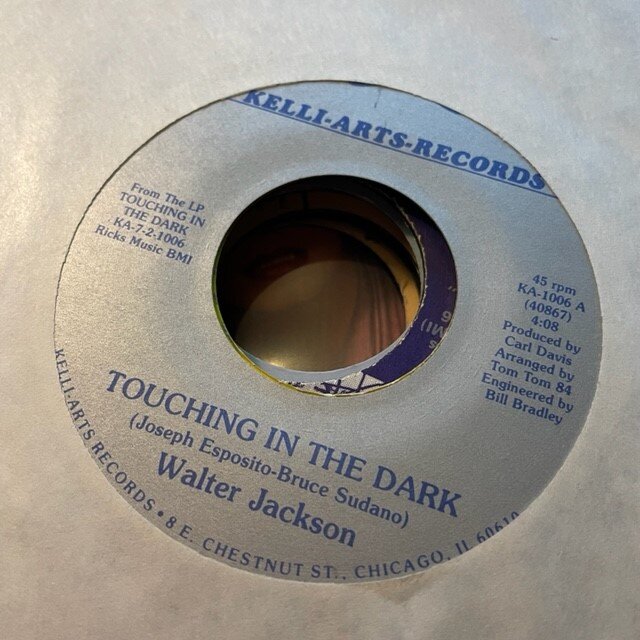 KELLI-ARTS-RECORDS
From The LP
TOUCHING IN
THE DARK
KA-7-2-1006
Ricks Music BMI
45 rpm
KA-1006 A
(40867)
4:08
Produced by
Carl Davis
Arranged by
Tom Tom 84
Engineered by
Bill Bradley
TOUCHING IN THE DARK
(Joseph Esposito-Bruce Sudano)
Walter Jackson
KELLI-ARTS RECORDS • 8 E. CHESTNUT ST., CHICAGO, IL 60610